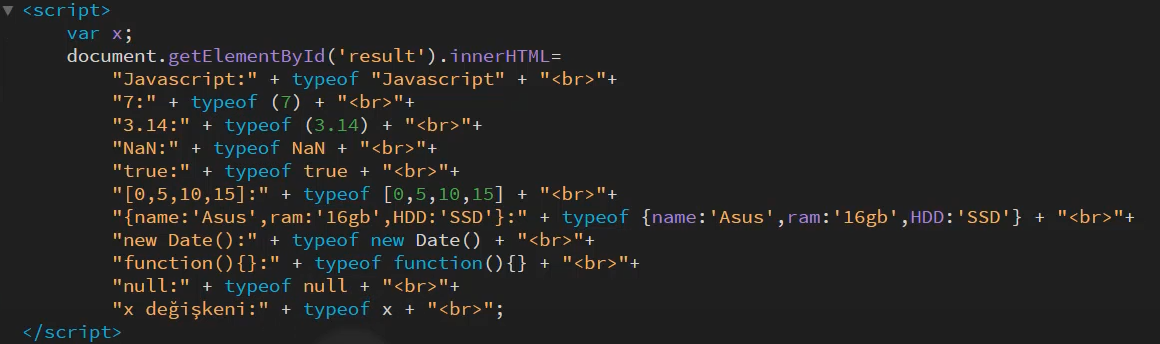 <script>
var x;
document.getElementById('result').innerHTML=
"Javascript:" + typeof "Javascript" + "<br>"+
"7:" + typeof (7) + "<br>"+
"3.14:" + typeof (3.14) + "<br>"+
"NaN:" + typeof NaN + "<br>"+
"true:" + typeof true + "<br>"+
"[0,5,10,15]:" + typeof [0,5,10,15] + "<br>"+
"{name:'Asus',ram:'16gb',HDD:'SSD'}:" + typeof {name:'Asus',ram:'16gb',HDD:'SSD'} + "<br>"+
"new Date():" + typeof new Date() + "<br>"+
"function(){}:" + typeof function(){} + "<br>"+
"null:" + typeof null + "<br>"+
"x değişkeni:" + typeof x + "<br>";
</script>